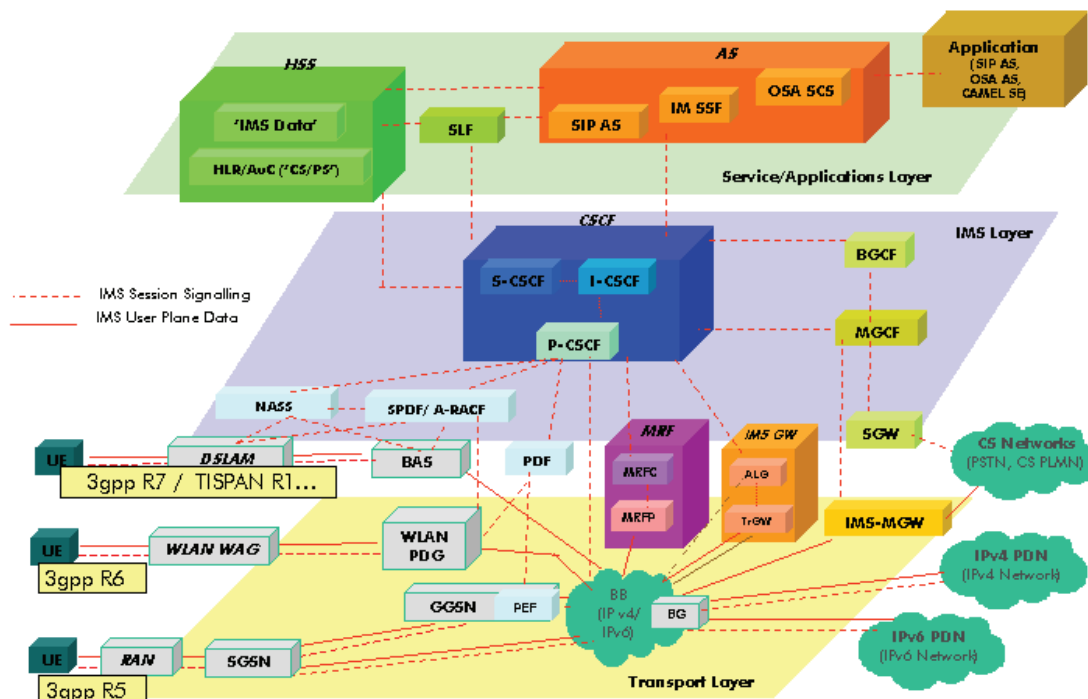 HSS
AS
Application
(SIP AS,
OSA AS,
CAMEL SE)
OSA SCS
IM SSF
'IMS Data'
SLF
SIP AS
HLR/AuC ('CS/PS')
Service/Applications Layer
CSCF
IMS Layer
BGCF
S-CSCF
I-CSCF
IMS Session Signalling
IMS User Plane Data
MGCF
P-CSCF
NASS
SPDF/ A-RACF
MRF
IMS GW
SGW
CS Networks
(PSTN, CS PLMN)
UE
DSLAM
BAS
PDF
MRFC
ALG
3gpp R7 / TISPAN R1...
MRFP
TrGW
IMS-MGW
UE
WLAN WAG
WLAN
PDG
IPv4 PDN
(IPv4 Network)
3gpp R6
GGSN
PEF
BB
(IP v4/
IPv6)
BG
UE
RAN
SGSN
IPv6 PDN
(IPv6 Network)
3gpp R5
Transport Layer